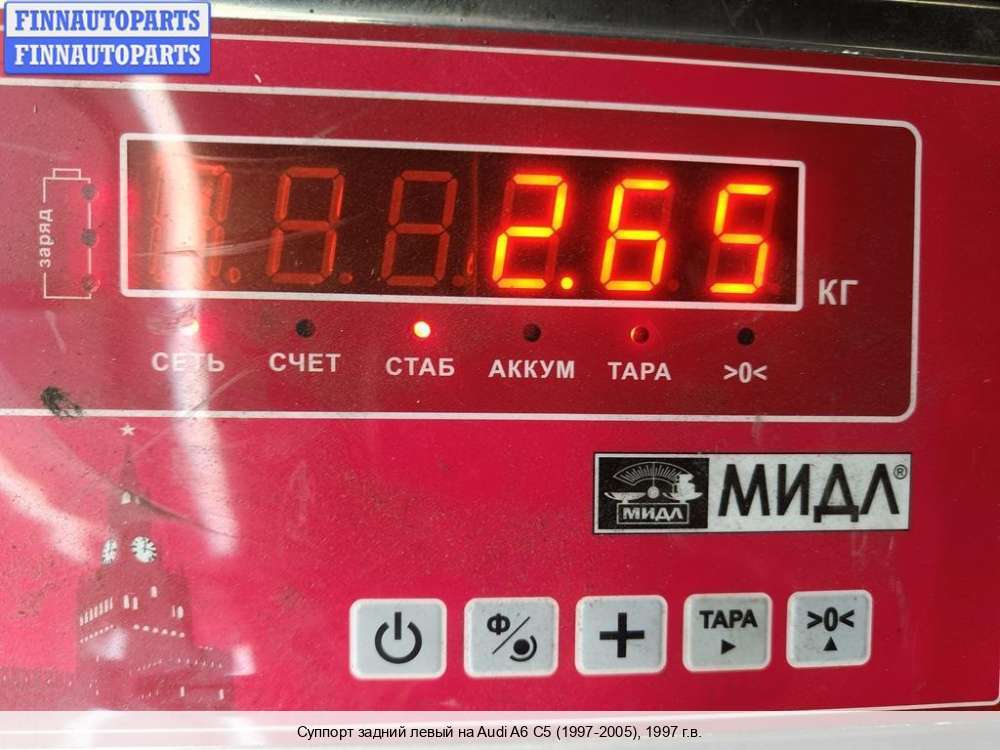 FINNAUTOPARTS
FINNAUTOPARTS
заряд
2.65
КГ
СЕТЬ СЧЕТ СТАБ АККУМ ТАРА >0<
МИДЛ МИДЛ®
Ф ТАРА >0<
Суппорт задний левый на Audi A6 C5 (1997-2005), 1997 г.в.